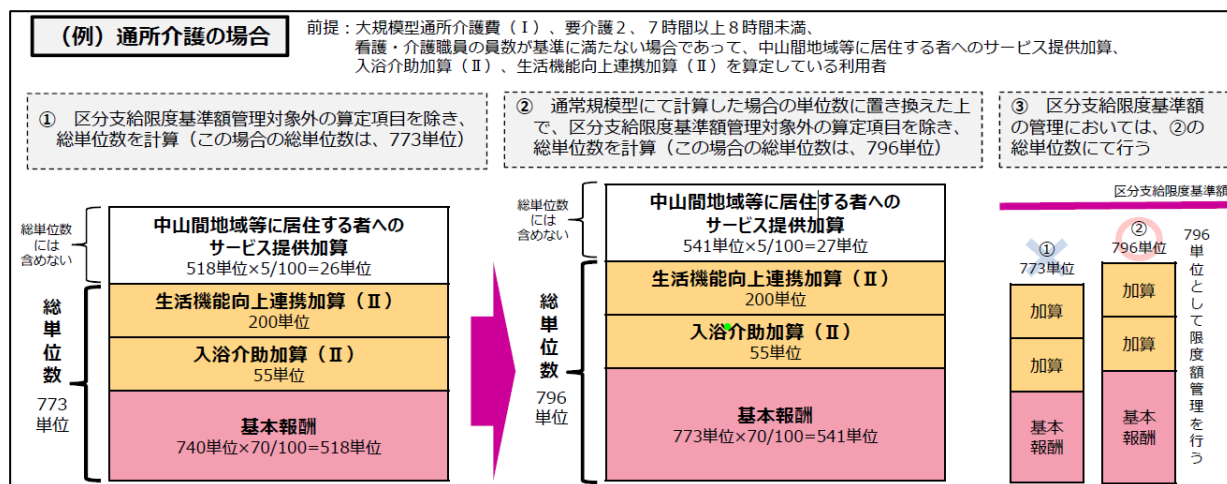 （例）通所介護の場合
前提：大規模型通所介護費（Ⅰ）、要介護２、７時間以上８時間未満、
看護・介護職員の員数が基準に満たない場合であって、中山間地域等に居住する者へのサービス提供加算、
入浴介助加算（Ⅱ）、生活機能向上連携加算（Ⅱ）を算定している利用者
①　区分支給限度基準額管理対象外の算定項目を除き、
総単位数を計算（この場合の総単位数は、773単位）
②　通常規模型にて計算した場合の単位数に置き換えた上
で、区分支給限度基準額管理対象外の算定項目を除き、
総単位数を計算（この場合の総単位数は、796単位）
③　区分支給限度基準額
の管理においては、②の
総単位数にて行う
総単位数
には
含めない
中山間地域等に居住する者への
サービス提供加算
518単位×5/100=26単位
生活機能向上連携加算（Ⅱ）
200単位
入浴介助加算（Ⅱ）
55単位
基本報酬
740単位×70/100=518単位
総単位数
773
単位
総単位数
には
含めない
中山間地域等に居住する者への
サービス提供加算
541単位×5/100=27単位
生活機能向上連携加算（Ⅱ）
200単位
入浴介助加算（Ⅱ）
55単位
基本報酬
773単位×70/100=541単位
総単位数
796
単位
区分支給限度基準額
①
773単位
加算
加算
基本
報酬
②
796単位
加算
加算
基本
報酬
796単位として限度額管理を行う